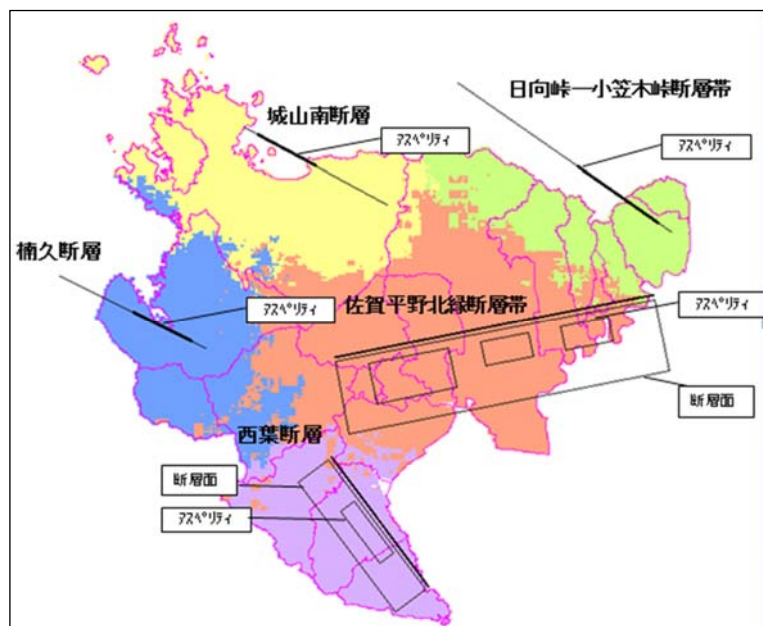 日向峠ー小笠木峠断層帯
城山南断層
アスペリティ
アスペリティ
楠久断層
アスペリティ
佐賀平野北縁断層帯
アスペリティ
断層面
西葉断層
断層面
アスペリティ